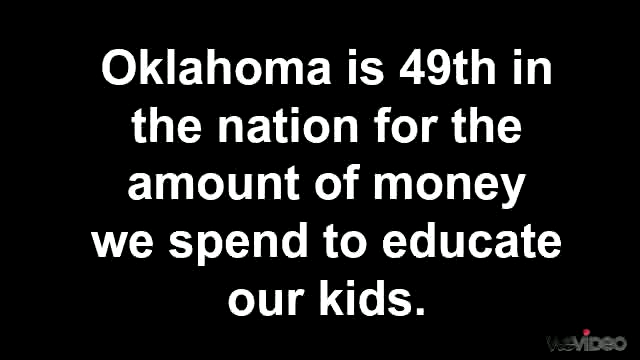 Oklahoma is 49th in
the nation for the
amount of money
we spend to educate
our kids.
WEVIDEO